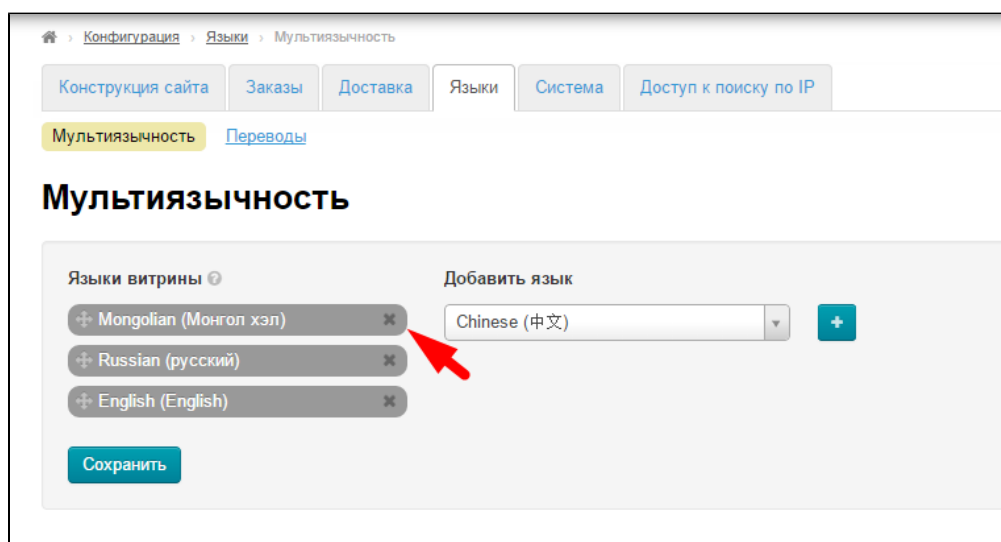 Конфигурация › Языки › Мультиязычность
Конструкция сайта Заказы Доставка Языки Система Доступ к поиску по IP
Мультиязычность Переводы
Мультиязычность
Языки витрины ? Добавить язык
Mongolian (Монгол хэл) Chinese (中文) +
Russian (русский)
English (English)
Сохранить